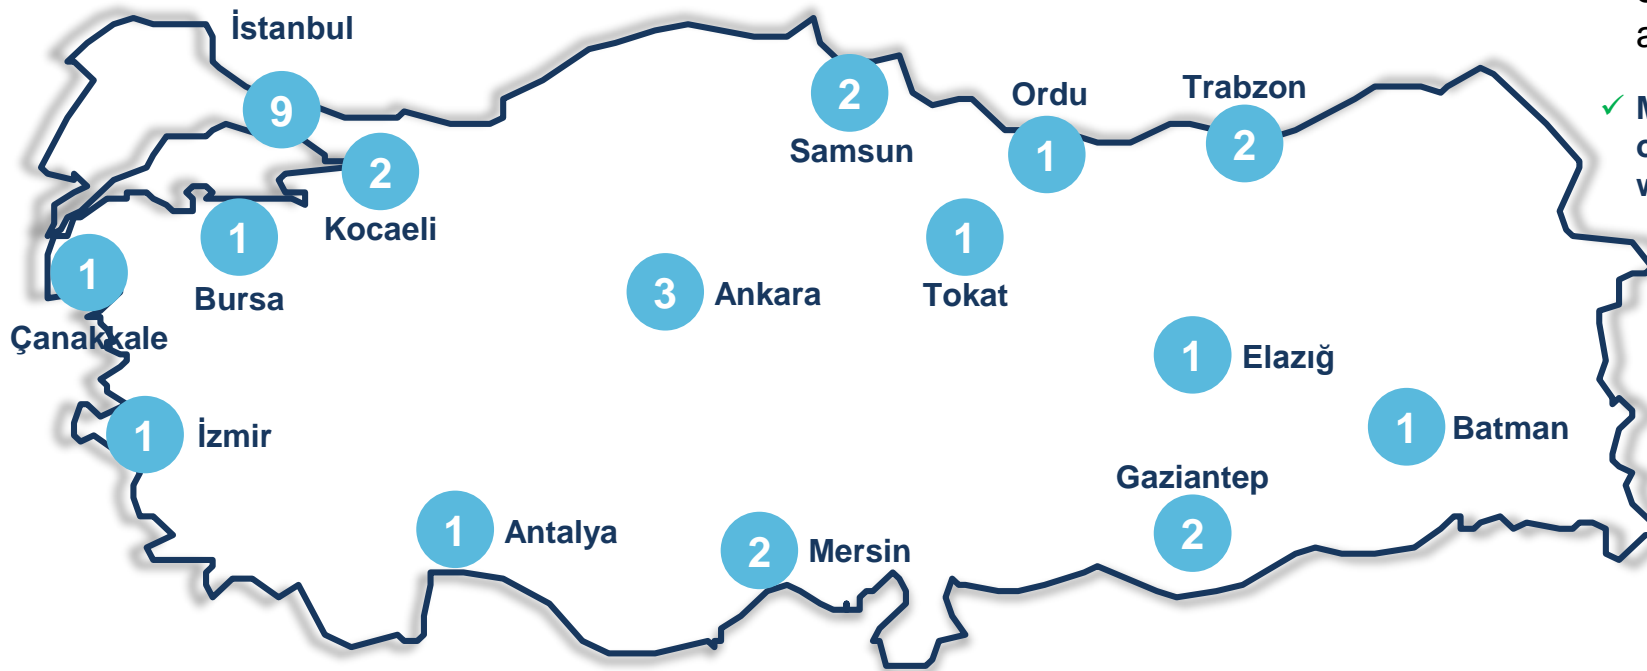 İstanbul
9
2
Kocaeli
1
Bursa
1
Çanakkale
1
İzmir
3
Ankara
1
Antalya
2
Mersin
2
Samsun
Ordu
1
Trabzon
2
1
Tokat
1
Elazığ
1
Batman
Gaziantep
2
✓